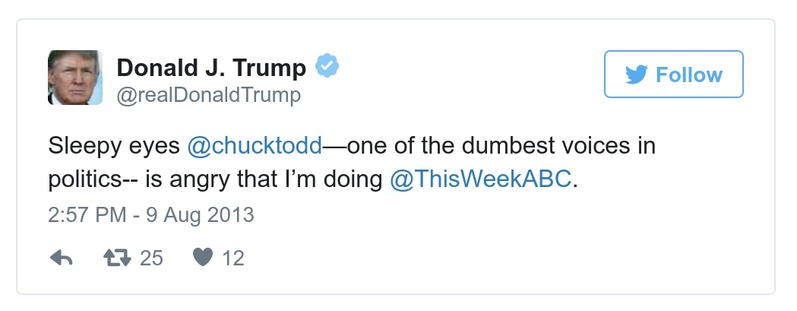 Donald J. Trump
@realDonaldTrump
Follow
Sleepy eyes @chucktodd—one of the dumbest voices in
politics-- is angry that I’m doing @ThisWeekABC.
2:57 PM - 9 Aug 2013
25 12